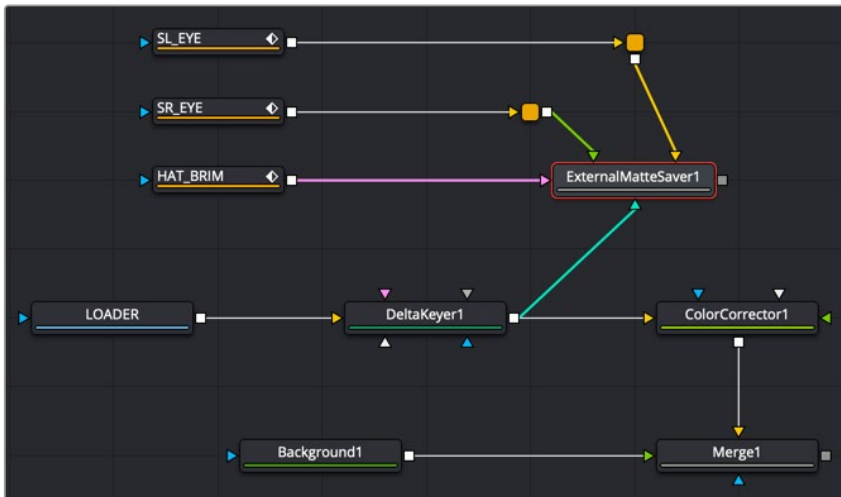 SL_EYE
SR_EYE
HAT_BRIM
ExternalMatteSaver1
LOADER
DeltaKeyer1
ColorCorrector1
Background1
Merge1